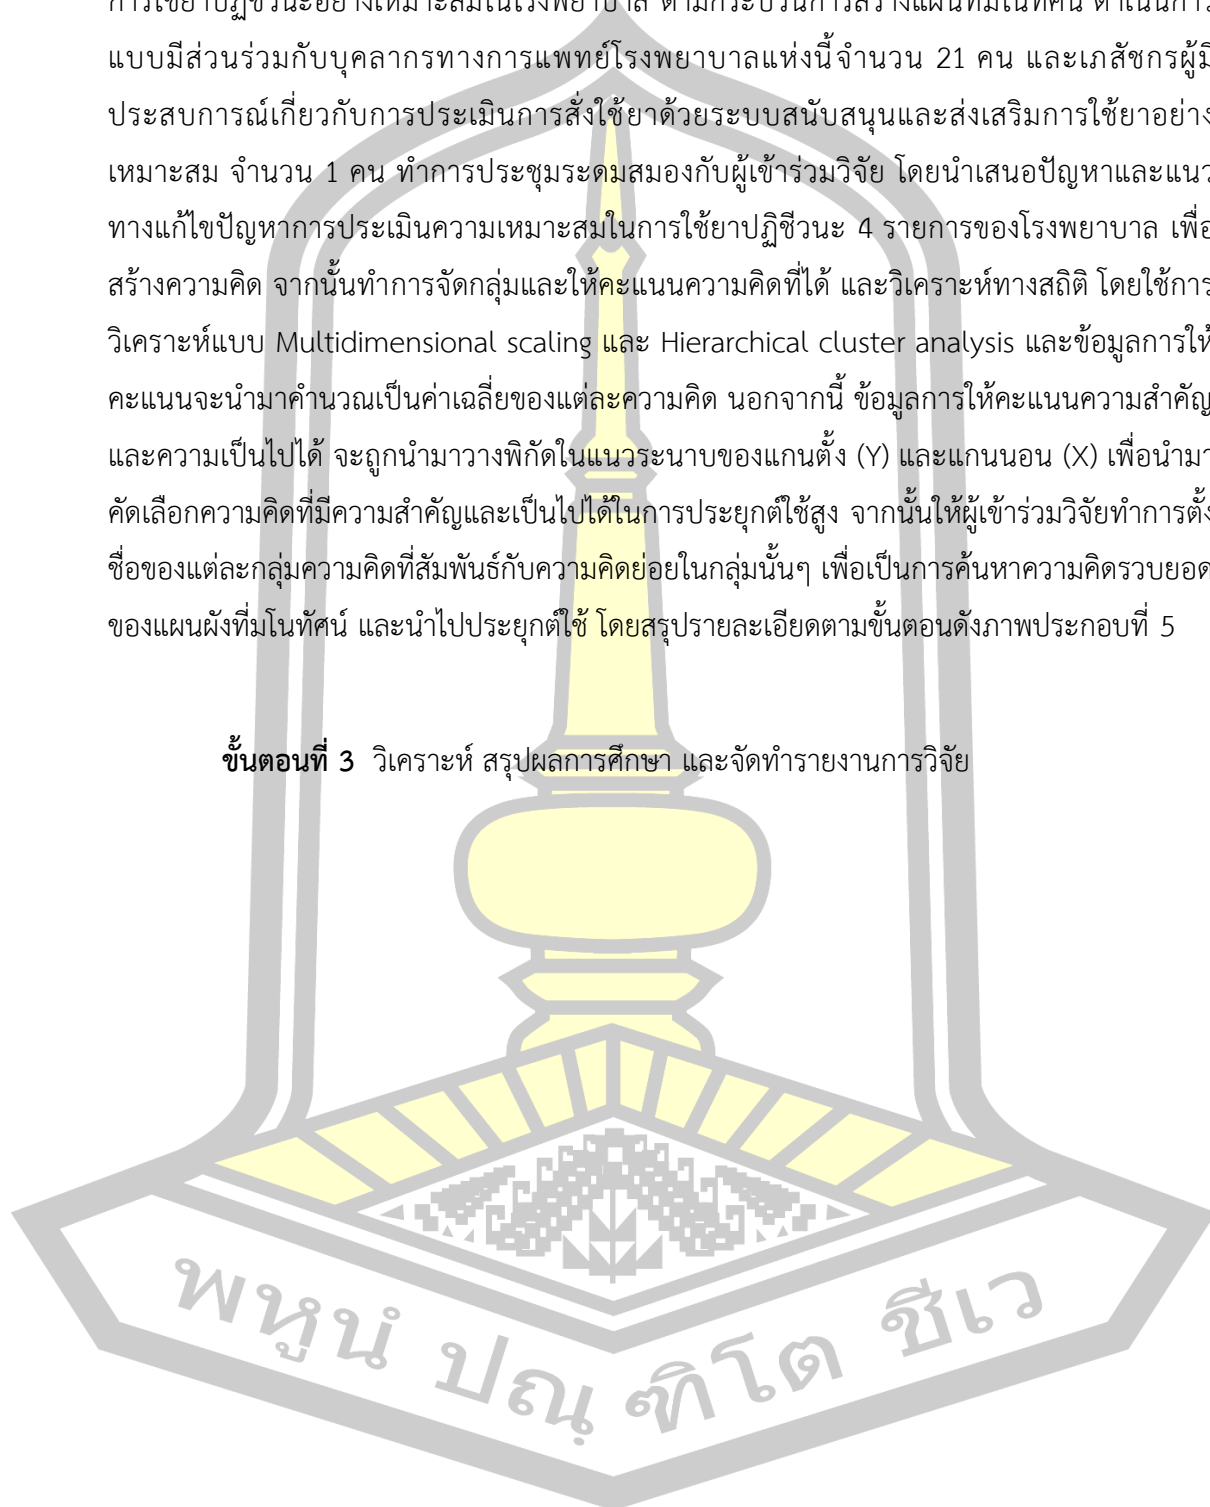 การใช้ยาปฏิชีวนะอย่างเหมาะสมในโรงพยาบาล ตามกระบวนการสร้างแผนที่มโนทัศน์ ดำเนินการ
แบบมีส่วนร่วมกับบุคลากรทางการแพทย์โรงพยาบาลแห่งนี้จำนวน 21 คน และเภสัชกรผู้มี
ประสบการณ์เกี่ยวกับการประเมินการสั่งใช้ยาด้วยระบบสนับสนุนและส่งเสริมการใช้ยาอย่าง
เหมาะสม จำนวน 1 คน ทำการประชุมระดมสมองกับผู้เข้าร่วมวิจัย โดยนำเสนอปัญหาและแนว
ทางแก้ไขปัญหาการประเมินความเหมาะสมในการใช้ยาปฏิชีวนะ 4 รายการของโรงพยาบาล เพื่อ
สร้างความคิด จากนั้นทำการจัดกลุ่มและให้คะแนนความคิดที่ได้ และวิเคราะห์ทางสถิติ โดยใช้การ
วิเคราะห์แบบ Multidimensional scaling และ Hierarchical cluster analysis และข้อมูลการให้
คะแนนจะนำมาคำนวณเป็นค่าเฉลี่ยของแต่ละความคิด นอกจากนี้ ข้อมูลการให้คะแนนความสำคัญ
และความเป็นไปได้ จะถูกนำมาวางพิกัดในแนวระนาบของแกนตั้ง (Y) และแกนนอน (X) เพื่อนำมา
คัดเลือกความคิดที่มีความสำคัญและเป็นไปได้ในการประยุกต์ใช้สูง จากนั้นให้ผู้เข้าร่วมวิจัยทำการตั้ง
ชื่อของแต่ละกลุ่มความคิดที่สัมพันธ์กับความคิดย่อยในกลุ่มนั้นๆ เพื่อเป็นการค้นหาความคิดรวบยอด
ของแผนผังที่มโนทัศน์ และนำไปประยุกต์ใช้ โดยสรุปรายละเอียดตามขั้นตอนดังภาพประกอบที่ 5
ขั้นตอนที่ 3 วิเคราะห์ สรุปผลการศึกษา และจัดทำรายงานการวิจัย
พหูนํ ปณฺฑิโต ชีเว